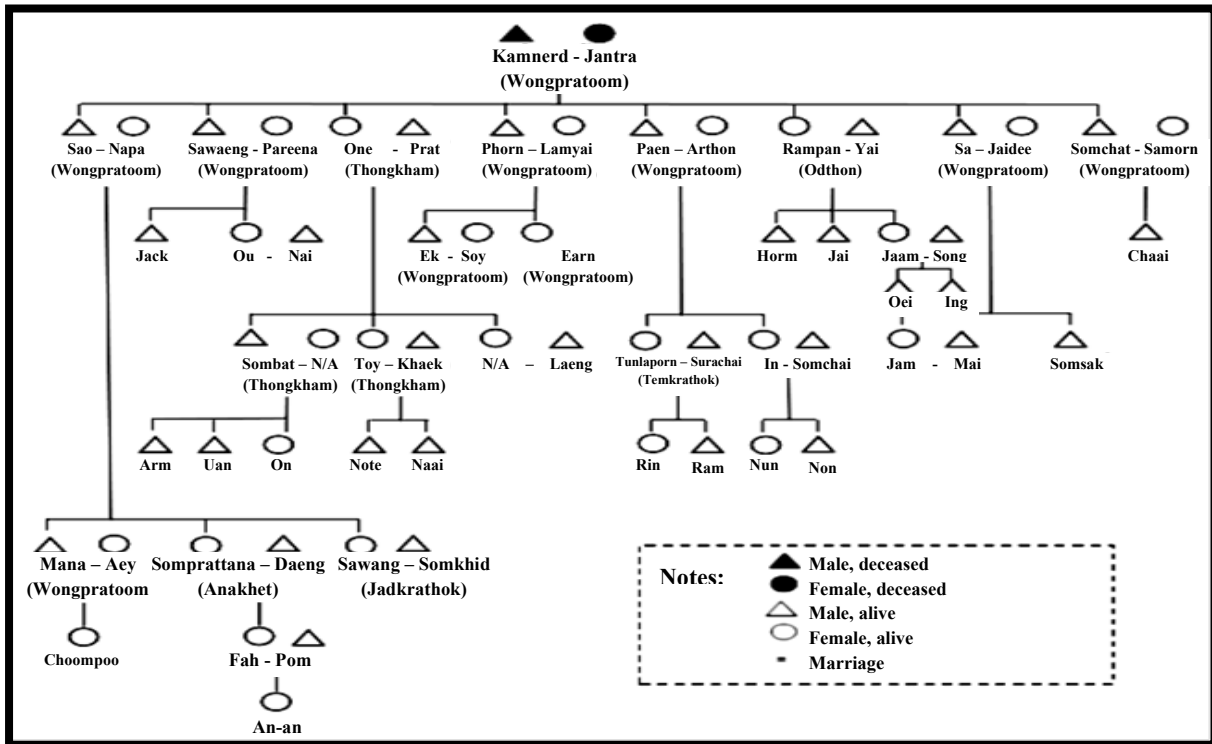 Kamnerd - Jantra
(Wongpratoom)
Sao – Napa
(Wongpratoom)
Sawaeng - Pareena
(Wongpratoom)
One - Prat
(Thongkham)
Phorn – Lamyai
(Wongpratoom)
Paen – Arthon
(Wongpratoom)
Rampan - Yai
(Odthon)
Sa – Jaidee
(Wongpratoom)
Somchat - Samorn
(Wongpratoom)
Jack
Ou - Nai
Ek - Soy
(Wongpratoom)
Earn
(Wongpratoom)
Horm
Jai
Jaam - Song
Chaai
Oei
Ing
Sombat – N/A
(Thongkham)
Toy – Khaek
(Thongkham)
N/A – Laeng
Tunlaporn – Surachai
(Temkrathok)
In - Somchai
Jam - Mai
Somsak
Arm
Uan
On
Note
Naai
Rin
Ram
Nun
Non
Mana – Aey
(Wongpratoom
Somprattana – Daeng
(Anakhet)
Sawang – Somkhid
(Jadkrathok)
Choompoo
Fah - Pom
An-an
Notes:
Male, deceased
Female, deceased
Male, alive
Female, alive
Marriage